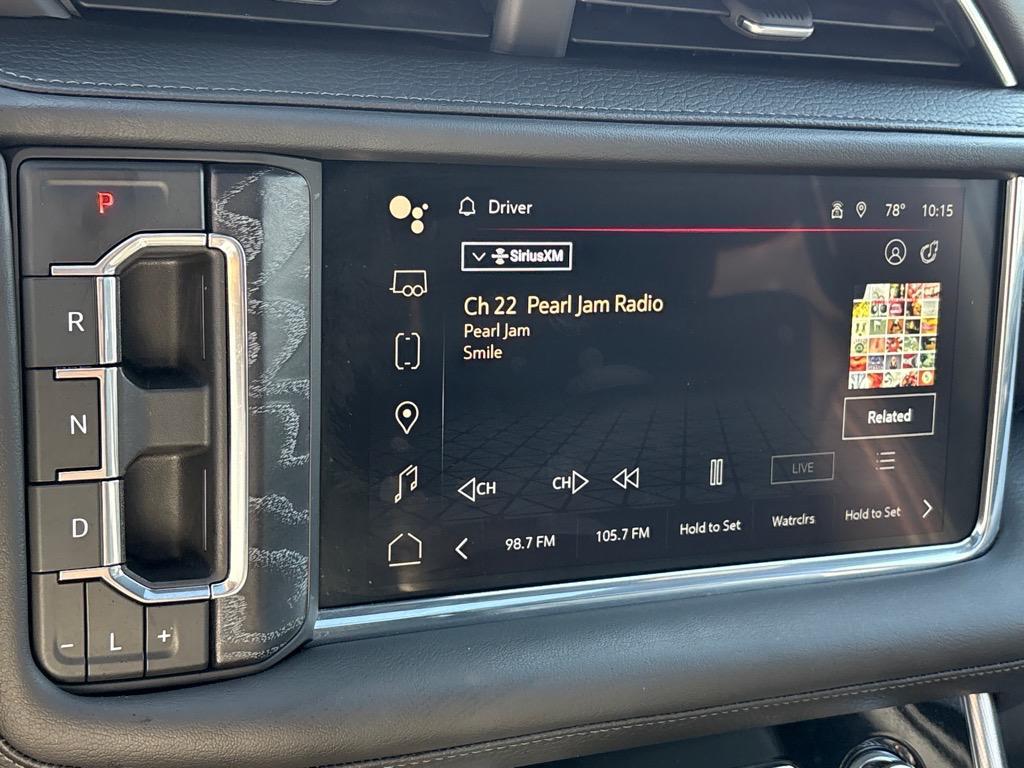 P
R
N
D
- L +
Driver
78° 10:15
SiriusXM
Ch 22 Pearl Jam Radio
Pearl Jam
Smile
Related
CH CH LIVE
98.7 FM 105.7 FM Hold to Set Watrclrs Hold to Set